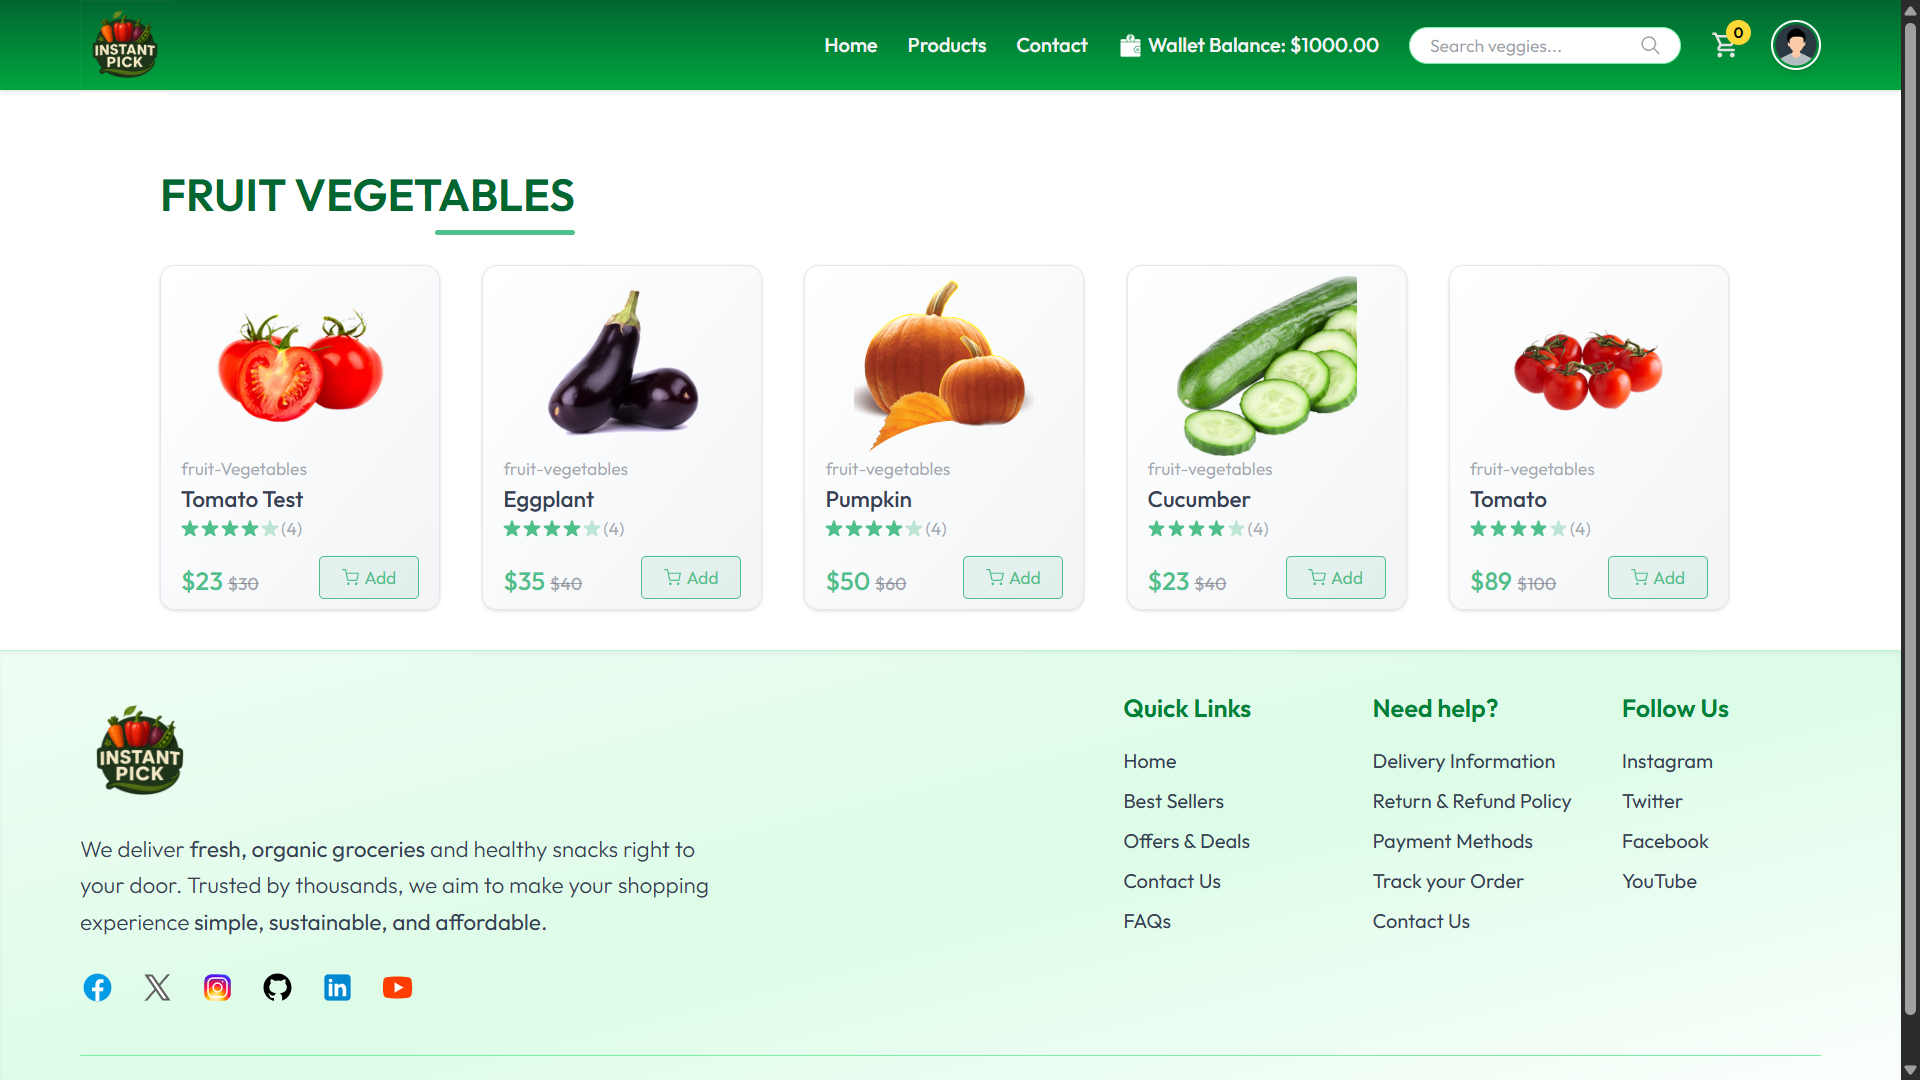 INSTANT
PICK
Home
Products
Contact
Wallet Balance: $1000.00
Search veggies...
0
FRUIT VEGETABLES
fruit-Vegetables
Tomato Test
(4)
$23 $30
Add
fruit-vegetables
Eggplant
(4)
$35 $40
Add
fruit-vegetables
Pumpkin
(4)
$50 $60
Add
fruit-vegetables
Cucumber
(4)
$23 $40
Add
fruit-vegetables
Tomato
(4)
$89 $100
Add
INSTANT
PICK
We deliver fresh, organic groceries and healthy snacks right to
your door. Trusted by thousands, we aim to make your shopping
experience simple, sustainable, and affordable.
Quick Links
Home
Best Sellers
Offers & Deals
Contact Us
FAQs
Need help?
Delivery Information
Return & Refund Policy
Payment Methods
Track your Order
Contact Us
Follow Us
Instagram
Twitter
Facebook
YouTube